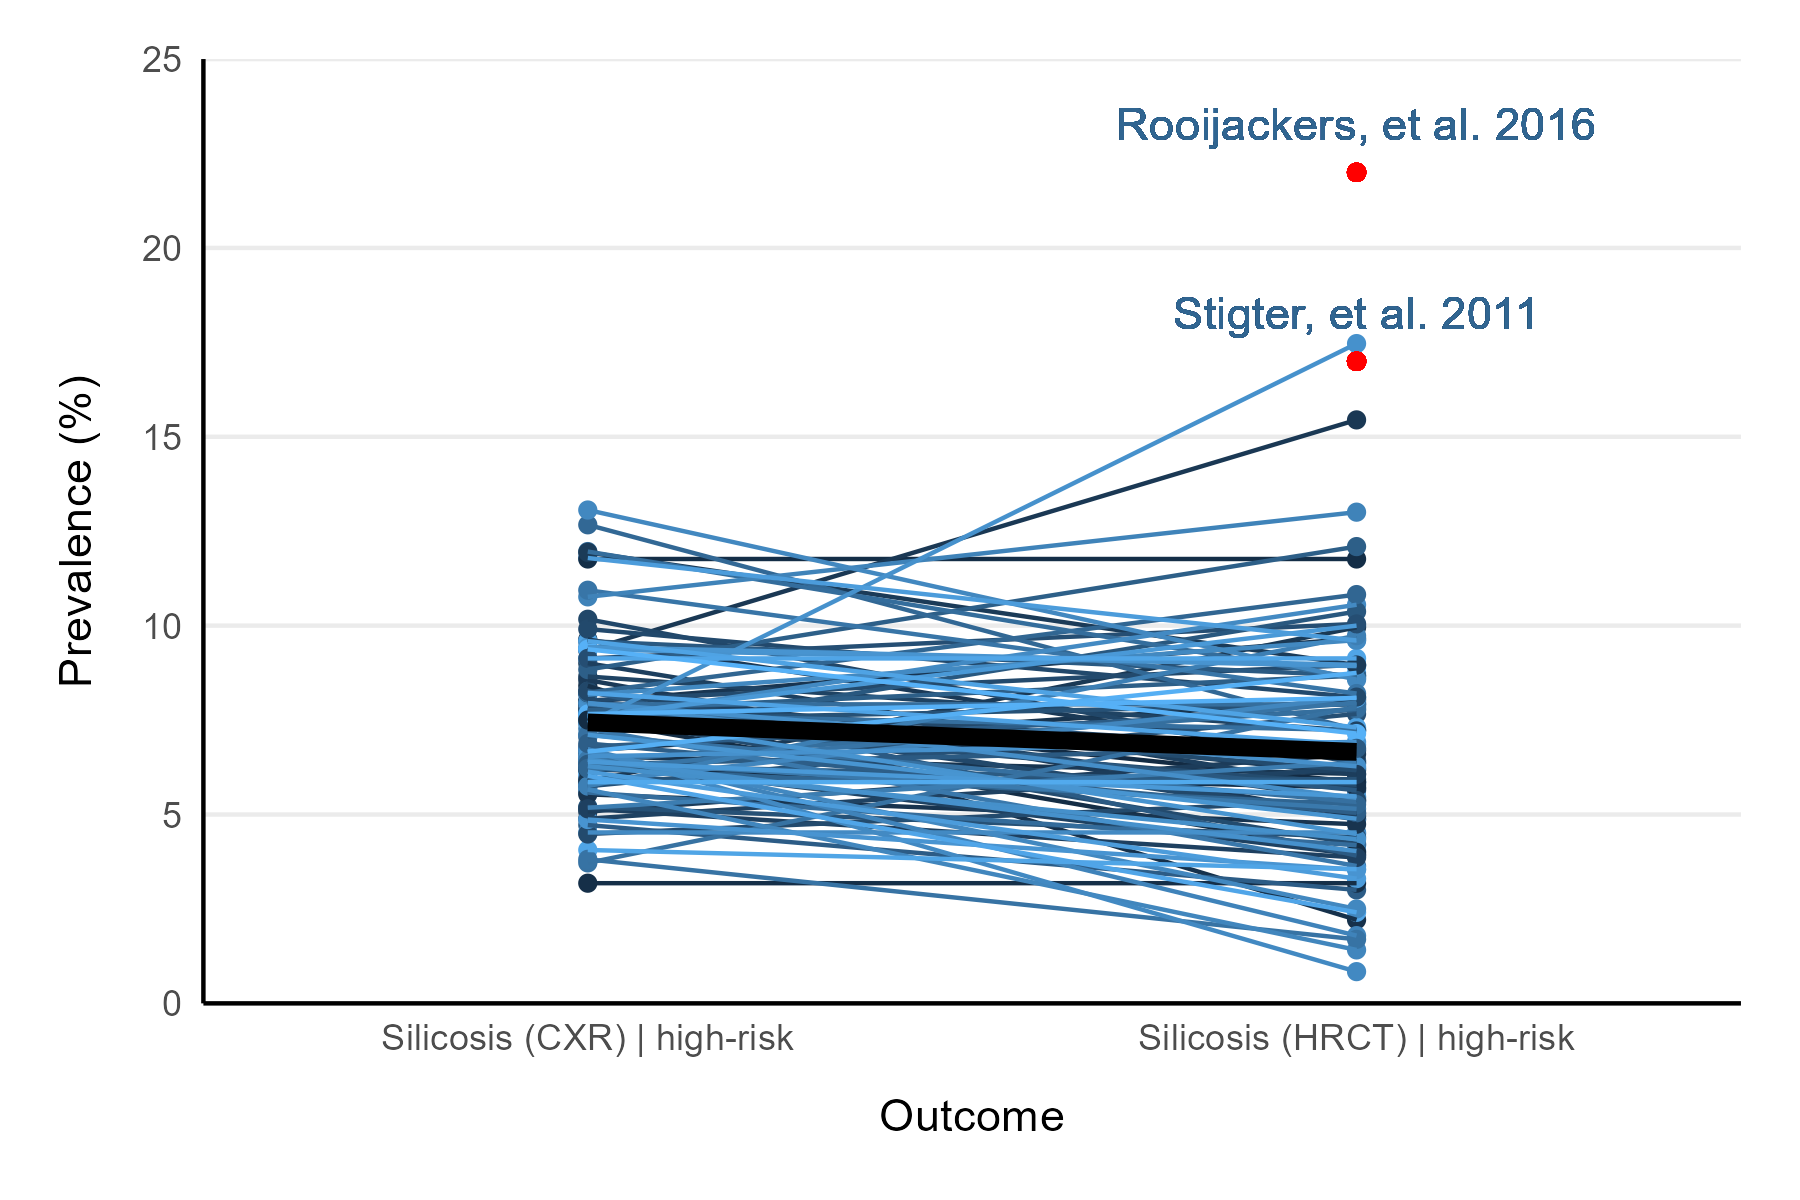 25
Rooijackers, et al. 2016
20
Stigter, et al. 2011
15
Prevalence (%)
10
5
0
Silicosis (CXR) | high-risk
Silicosis (HRCT) | high-risk
Outcome